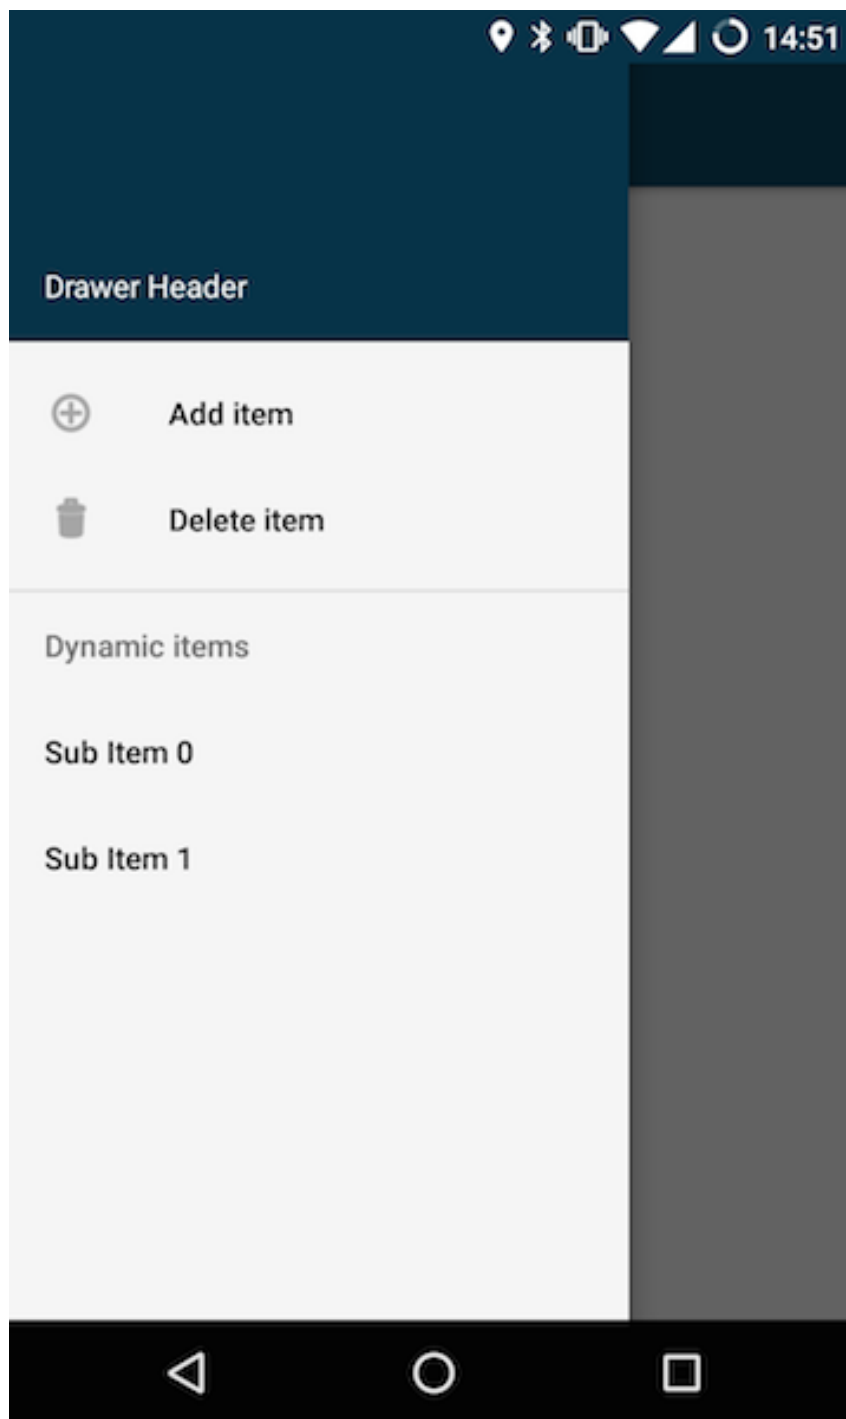 14:51
Drawer Header
Add item
Delete item
Dynamic items
Sub Item 0
Sub Item 1